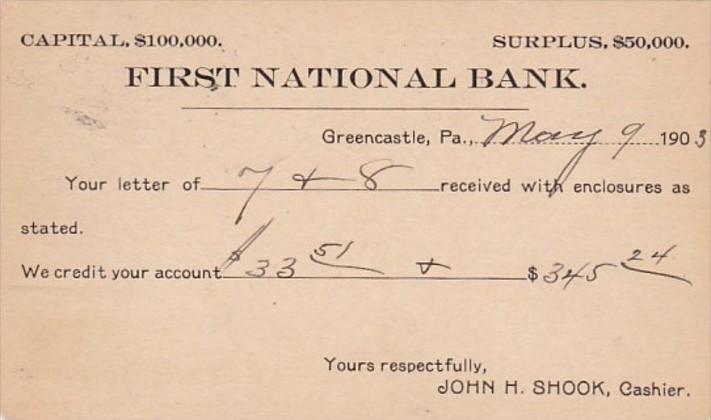 CAPITAL, $100,000. SURPLUS, $50,000.
FIRST NATIONAL BANK.
Greencastle, Pa., May 9 1903
Your letter of 7 & 8 received with enclosures as
stated.
We credit your account $33 51 & $345 24
Yours respectfully,
JOHN H. SHOOK, Cashier.